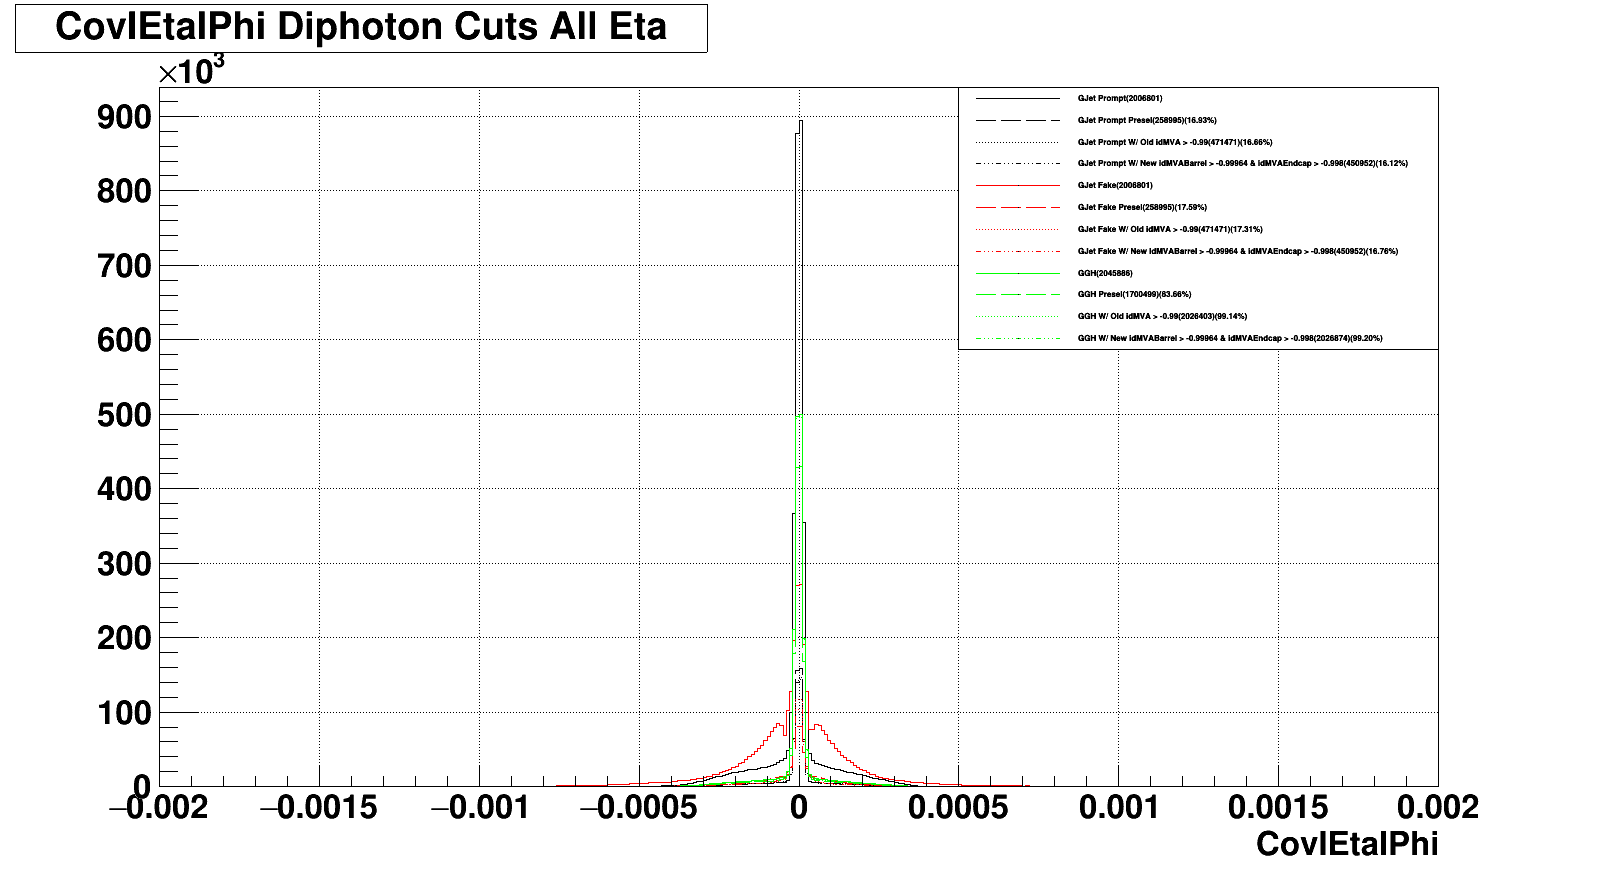 CovIEtaIPhi Diphoton Cuts All Eta
×10³
900
800
700
600
500
400
300
200
100
0
GJet Prompt(2006801)
GJet Prompt Presel(258995)(16.93%)
GJet Prompt W/ Old idMVA > -0.99(471471)(16.66%)
GJet Prompt W/ New idMVABarrel > -0.99964 & idMVAEndcap > -0.998(450952)(16.12%)
GJet Fake(2006801)
GJet Fake Presel(258995)(17.59%)
GJet Fake W/ Old idMVA > -0.99(471471)(17.31%)
GJet Fake W/ New idMVABarrel > -0.99964 & idMVAEndcap > -0.998(450952)(16.76%)
GGH(2045886)
GGH Presel(1700499)(83.66%)
GGH W/ Old idMVA > -0.99(2026403)(99.14%)
GGH W/ New idMVABarrel > -0.99964 & idMVAEndcap > -0.998(2026874)(99.20%)
−0.002 −0.0015 −0.001 −0.0005 0 0.0005 0.001 0.0015 0.002
CovIEtaIPhi